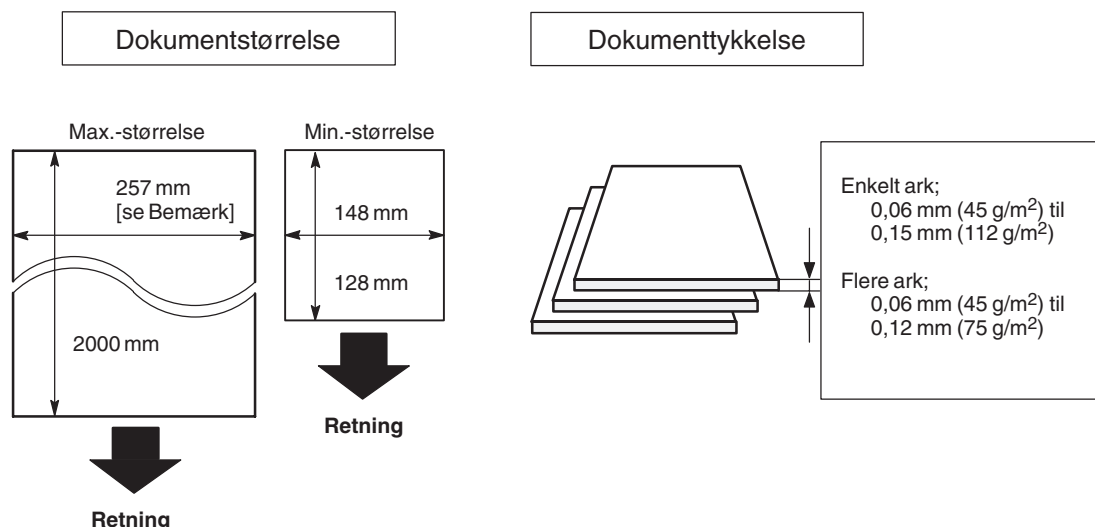 Dokumentstørrelse
Max.-størrelse
257 mm
[se Bemærk]
2000 mm
Retning
Min.-størrelse
148 mm
128 mm
Retning
Dokumenttykkelse
Enkelt ark;
0,06 mm (45 g/m²) til
0,15 mm (112 g/m²)
Flere ark;
0,06 mm (45 g/m²) til
0,12 mm (75 g/m²)